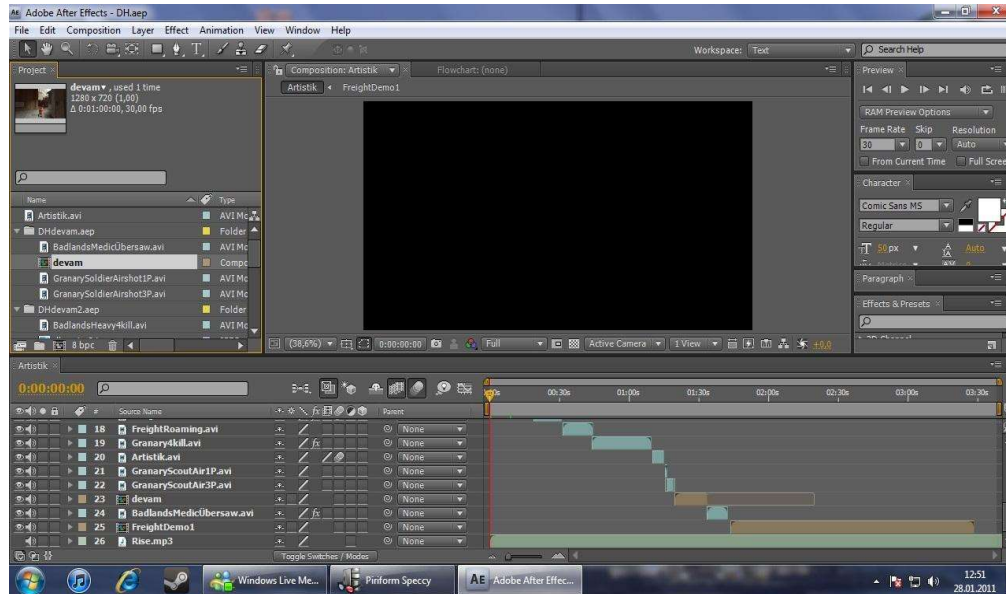 Adobe After Effects - DH.aep
File Edit Composition Layer Effect Animation View Window Help
Workspace: Text
Search Help
Project
Composition: Artistik
Flowchart: (none)
Preview
devam , used 1 time
1280 x 720 (1,00)
Δ 0:01:00:00, 30,00 fps
Artistik FreightDemo1
RAM Preview Options
Frame Rate Skip Resolution
30 0 Auto
From Current Time Full Scree
Name Type
Artistik.avi AVI Mo
DHdevam.aep Folder
BadlandsMedicÜbersaw.avi AVI Mo
devam Compo
GranarySoldierAirshot1P.avi AVI Mo
GranarySoldierAirshot3P.avi AVI Mo
DHdevam2.aep Folder
BadlandsHeavy4kill.avi AVI Mo
8 bpc
Character
Comic Sans MS
Regular
50 px Auto
Paragraph
Effects & Presets
(38,6%) 0:00:00:00 Full Active Camera 1 View +0,0
Artistik
0:00:00:00
00:30s 01:00s 01:30s 02:00s 02:30s 03:00s 03:30s
# Source Name Parent
18 FreightRoaming.avi None
19 Granary4kill.avi None
20 Artistik.avi None
21 GranaryScoutAir1P.avi None
22 GranaryScoutAir3P.avi None
23 devam None
24 BadlandsMedicÜbersaw.avi None
25 FreightDemo1 None
26 Rise.mp3 None
Toggle Switches / Modes
Windows Live Me...
Pinform Speccy
AE Adobe After Effec...
12:51
28.01.2011